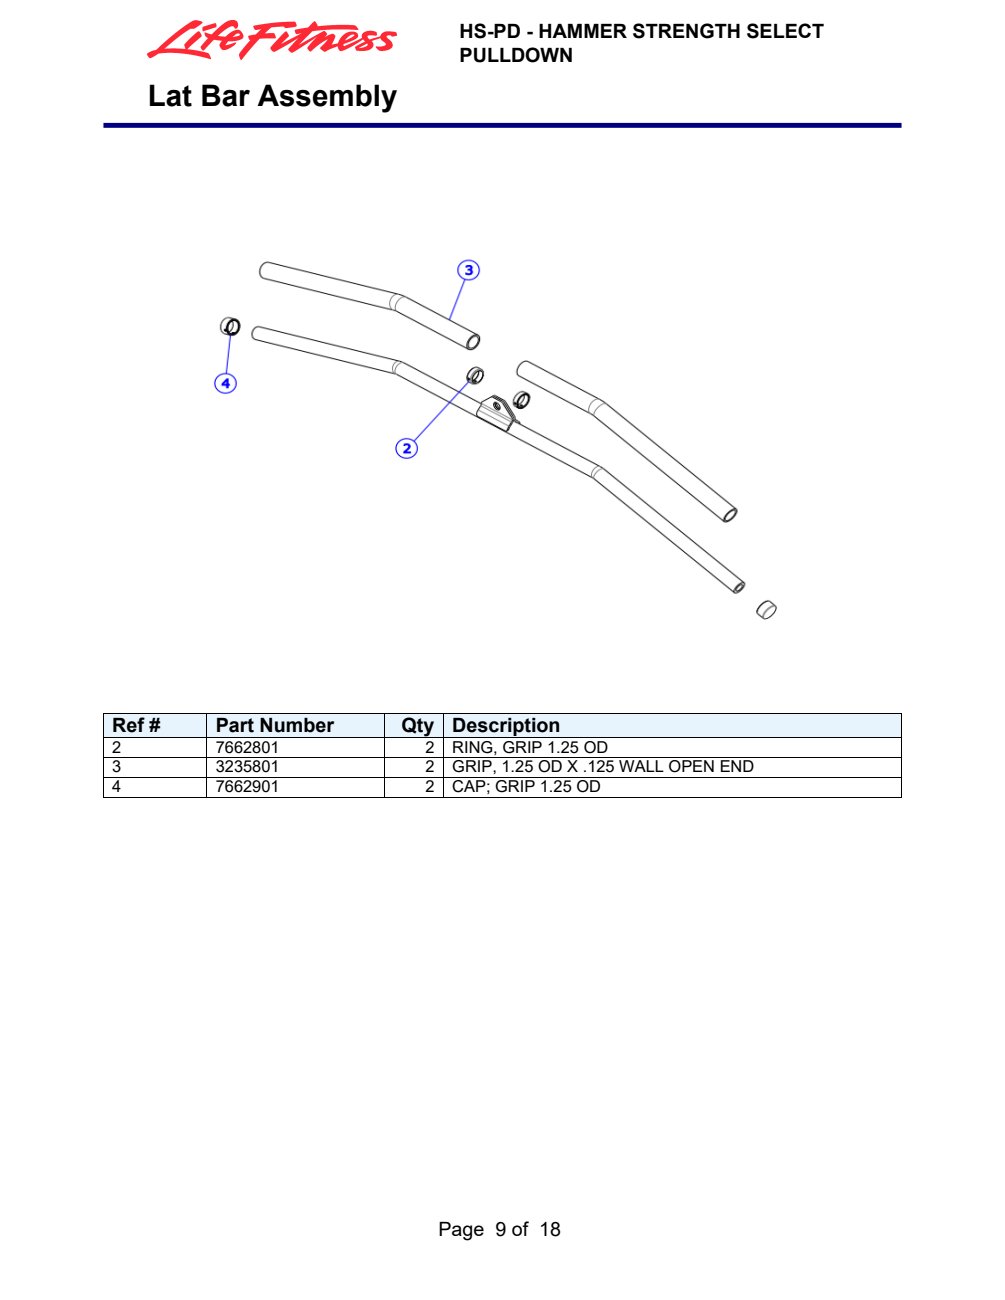 Life Fitness
HS-PD - HAMMER STRENGTH SELECT
PULLDOWN
Lat Bar Assembly
3
4
2
Ref # Part Number Qty Description
2 7662801 2 RING, GRIP 1.25 OD
3 3235801 2 GRIP, 1.25 OD X .125 WALL OPEN END
4 7662901 2 CAP; GRIP 1.25 OD
Page 9 of 18